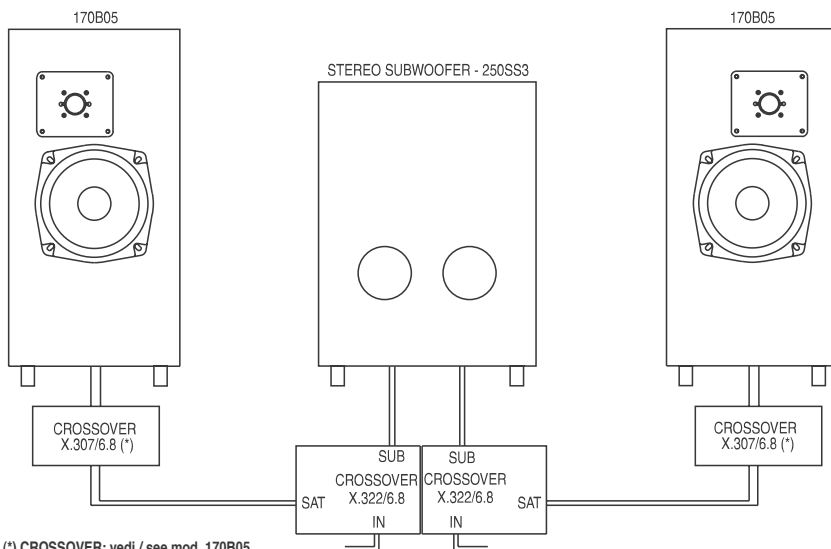 170B05
170B05
STEREO SUBWOOFER - 250SS3
CROSSOVER
X.307/6.8 (*)
CROSSOVER
X.307/6.8 (*)
SUB
SUB
CROSSOVER
X.322/6.8
CROSSOVER
X.322/6.8
SAT
SAT
IN
IN
(*) CROSSOVER: vedi / see mod. 170B05